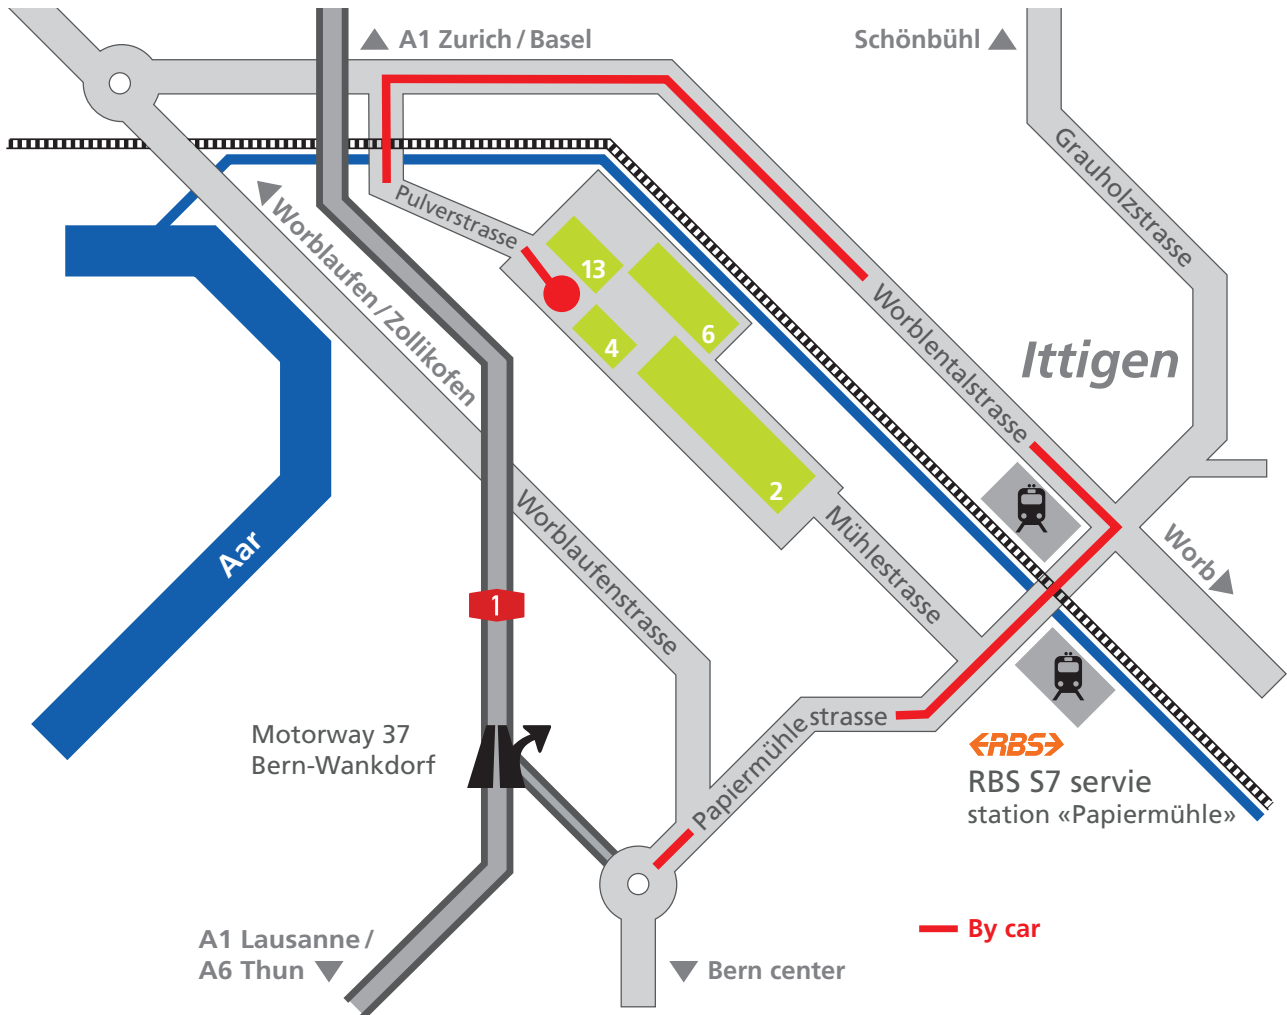 A1 Zurich / Basel
Schönbühl
Grauholzstrasse
Pulverstrasse
Worblaufen / Zollikofen
13
6
4
2
Worblentalstrasse
Ittigen
Aar
Worblaufenstrasse
Mühlestrasse
Worb
1
Motorway 37
Bern-Wankdorf
Papiermühlestrasse
RBS
RBS S7 servie
station «Papiermühle»
A1 Lausanne /
A6 Thun
Bern center
By car